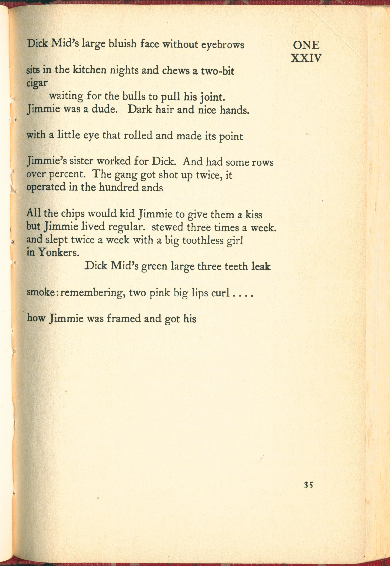 Dick Mid's large bluish face without eyebrows
ONE
XXIV
sits in the kitchen nights and chews a two-bit
cigar
waiting for the bulls to pull his joint.
Jimmie was a dude. Dark hair and nice hands.
with a little eye that rolled and made its point
Jimmie's sister worked for Dick. And had some rows
over percent. The gang got shot up twice, it
operated in the hundred ands
All the chips would kid Jimmie to give them a kiss
but Jimmie lived regular. stewed three times a week.
and slept twice a week with a big toothless girl
in Yonkers.
Dick Mid's green large three teeth leak
smoke:remembering, two pink big lips curl....
how Jimmie was framed and got his
35